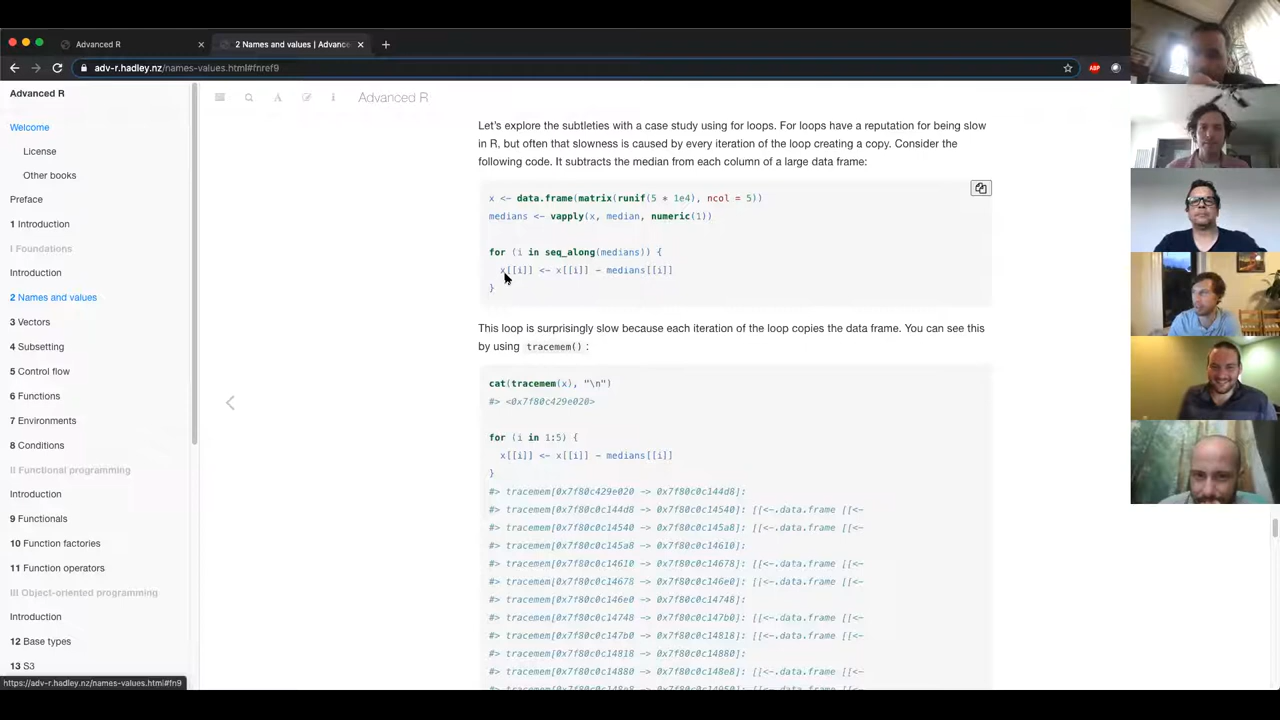 Advanced R
2 Names and values | Advanc
adv-r.hadley.nz/names-values.html#fnref9
ABP
Advanced R
Advanced R
Welcome
License
Other books
Preface
1 Introduction
I Foundations
Introduction
2 Names and values
3 Vectors
4 Subsetting
5 Control flow
6 Functions
7 Environments
8 Conditions
II Functional programming
Introduction
9 Functionals
10 Function factories
11 Function operators
III Object-oriented programming
Introduction
12 Base types
13 S3
https://adv-r.hadley.nz/names-values.html#fn9
Let's explore the subtleties with a case study using for loops. For loops have a reputation for being slow
in R, but often that slowness is caused by every iteration of the loop creating a copy. Consider the
following code. It subtracts the median from each column of a large data frame:
x <- data.frame(matrix(runif(5 * 1e4), ncol = 5))
medians <- vapply(x, median, numeric(1))
for (i in seq_along(medians)) {
x[[i]] <- x[[i]] - medians[[i]]
}
This loop is surprisingly slow because each iteration of the loop copies the data frame. You can see this
by using tracemem() :
cat(tracemem(x), "\n")
#> <0x7f80c429e020>
for (i in 1:5) {
x[[i]] <- x[[i]] - medians[[i]]
}
#> tracemem[0x7f80c429e020 -> 0x7f80c0c144d8]:
#> tracemem[0x7f80c0c144d8 -> 0x7f80c0c14540]: [[<-.data.frame [[<-
#> tracemem[0x7f80c0c14540 -> 0x7f80c0c145a8]: [[<-.data.frame [[<-
#> tracemem[0x7f80c0c145a8 -> 0x7f80c0c14610]:
#> tracemem[0x7f80c0c14610 -> 0x7f80c0c14678]: [[<-.data.frame [[<-
#> tracemem[0x7f80c0c14678 -> 0x7f80c0c146e0]: [[<-.data.frame [[<-
#> tracemem[0x7f80c0c146e0 -> 0x7f80c0c14748]:
#> tracemem[0x7f80c0c14748 -> 0x7f80c0c147b0]: [[<-.data.frame [[<-
#> tracemem[0x7f80c0c147b0 -> 0x7f80c0c14818]: [[<-.data.frame [[<-
#> tracemem[0x7f80c0c14818 -> 0x7f80c0c14880]:
#> tracemem[0x7f80c0c14880 -> 0x7f80c0c148e8]: [[<-.data.frame [[<-